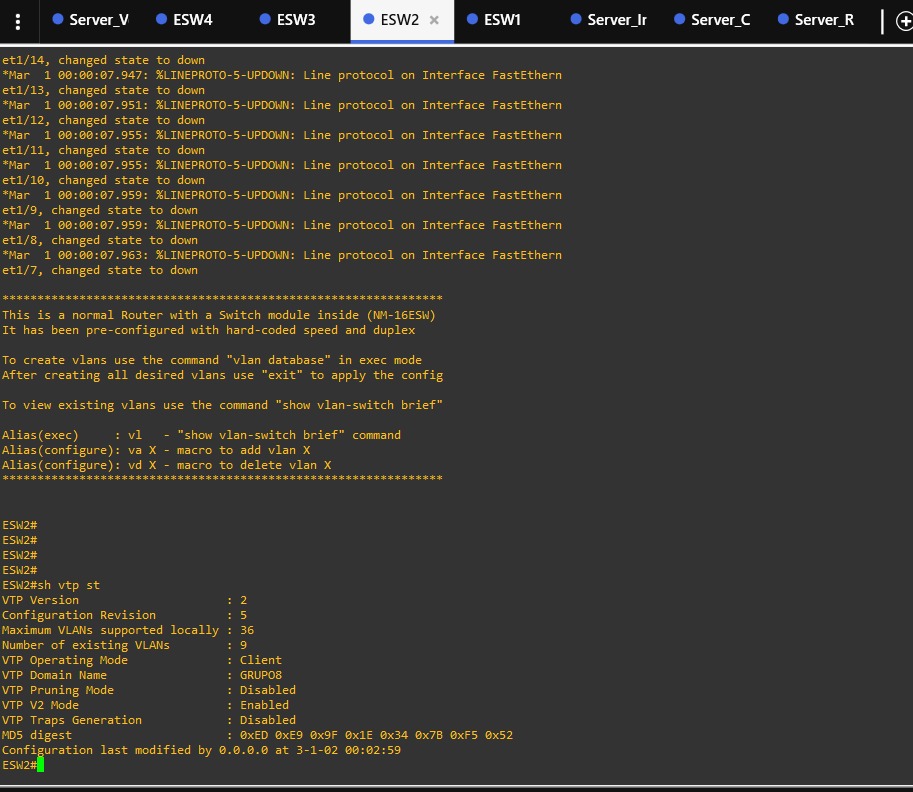 Server_V ESW4 ESW3 ESW2 × ESW1 Server_Ir Server_C Server_R
et1/14, changed state to down
*Mar  1 00:00:07.947: %LINEPROTO-5-UPDOWN: Line protocol on Interface FastEthern
et1/13, changed state to down
*Mar  1 00:00:07.951: %LINEPROTO-5-UPDOWN: Line protocol on Interface FastEthern
et1/12, changed state to down
*Mar  1 00:00:07.955: %LINEPROTO-5-UPDOWN: Line protocol on Interface FastEthern
et1/11, changed state to down
*Mar  1 00:00:07.955: %LINEPROTO-5-UPDOWN: Line protocol on Interface FastEthern
et1/10, changed state to down
*Mar  1 00:00:07.959: %LINEPROTO-5-UPDOWN: Line protocol on Interface FastEthern
et1/9, changed state to down
*Mar  1 00:00:07.959: %LINEPROTO-5-UPDOWN: Line protocol on Interface FastEthern
et1/8, changed state to down
*Mar  1 00:00:07.963: %LINEPROTO-5-UPDOWN: Line protocol on Interface FastEthern
et1/7, changed state to down
***************************************************************
This is a normal Router with a Switch module inside (NM-16ESW)
It has been pre-configured with hard-coded speed and duplex
To create vlans use the command "vlan database" in exec mode
After creating all desired vlans use "exit" to apply the config
To view existing vlans use the command "show vlan-switch brief"
Alias(exec)     : vl   - "show vlan-switch brief" command
Alias(configure): va X - macro to add vlan X
Alias(configure): vd X - macro to delete vlan X
***************************************************************
ESW2#
ESW2#
ESW2#
ESW2#
ESW2#sh vtp st
VTP Version                     : 2
Configuration Revision          : 5
Maximum VLANs supported locally : 36
Number of existing VLANs        : 9
VTP Operating Mode              : Client
VTP Domain Name                 : GRUPO8
VTP Pruning Mode                : Disabled
VTP V2 Mode                     : Enabled
VTP Traps Generation            : Disabled
MD5 digest                      : 0xED 0xE9 0x9F 0x1E 0x34 0x7B 0xF5 0x52
Configuration last modified by 0.0.0.0 at 3-1-02 00:02:59
ESW2#